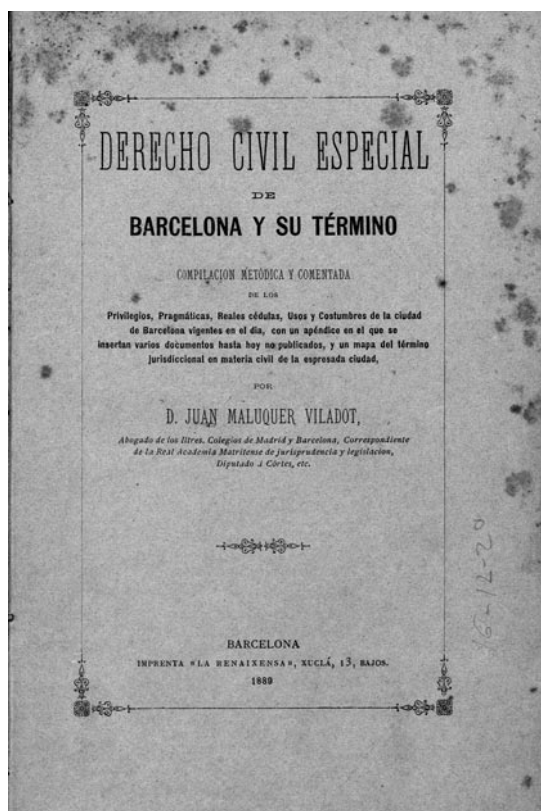 DERECHO CIVIL ESPECIAL
DE
BARCELONA Y SU TÉRMINO
COMPILACION METÓDICA Y COMENTADA
DE LOS
Privilegios, Pragmáticas, Reales cédulas, Usos y Costumbres de la ciudad
de Barcelona vigentes en el dia, con un apéndice en el que se
insertan varios documentos hasta hoy no publicados, y un mapa del término
jurisdiccional en materia civil de la espresada ciudad,
POR
D. JUAN MALUQUER VILADOT,
Abogado de los Iltres. Colegios de Madrid y Barcelona, Correspondiente
de la Real Academia Matritense de jurisprudencia y legislacion,
Diputado á Córtes, etc.
BARCELONA
IMPRENTA «LA RENAIXENSA», XUCLÁ, 13, BAJOS.
1889
16-12-20